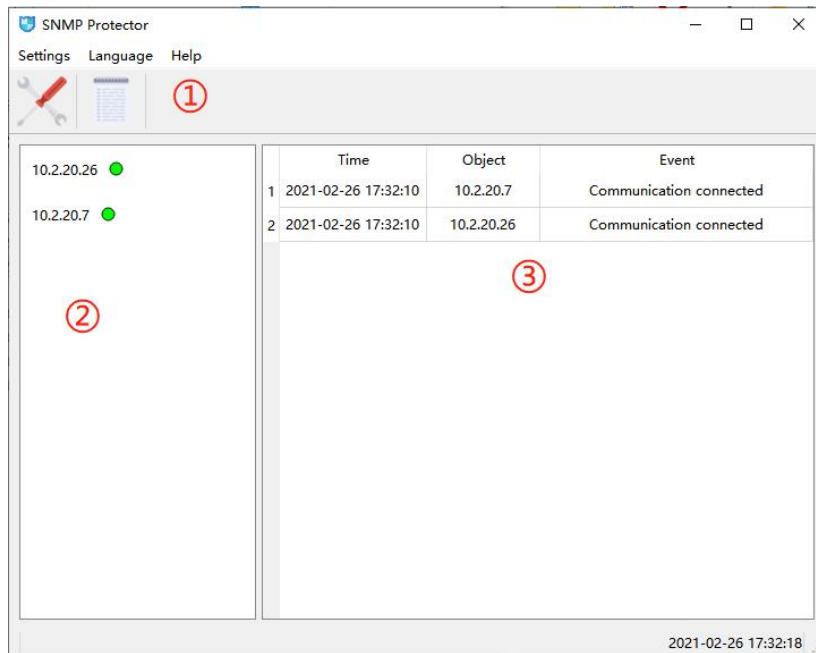 SNMP Protector
Settings Language Help
①
10.2.20.26
10.2.20.7
②
Time Object Event
1 2021-02-26 17:32:10 10.2.20.7 Communication connected
2 2021-02-26 17:32:10 10.2.20.26 Communication connected
③
2021-02-26 17:32:18